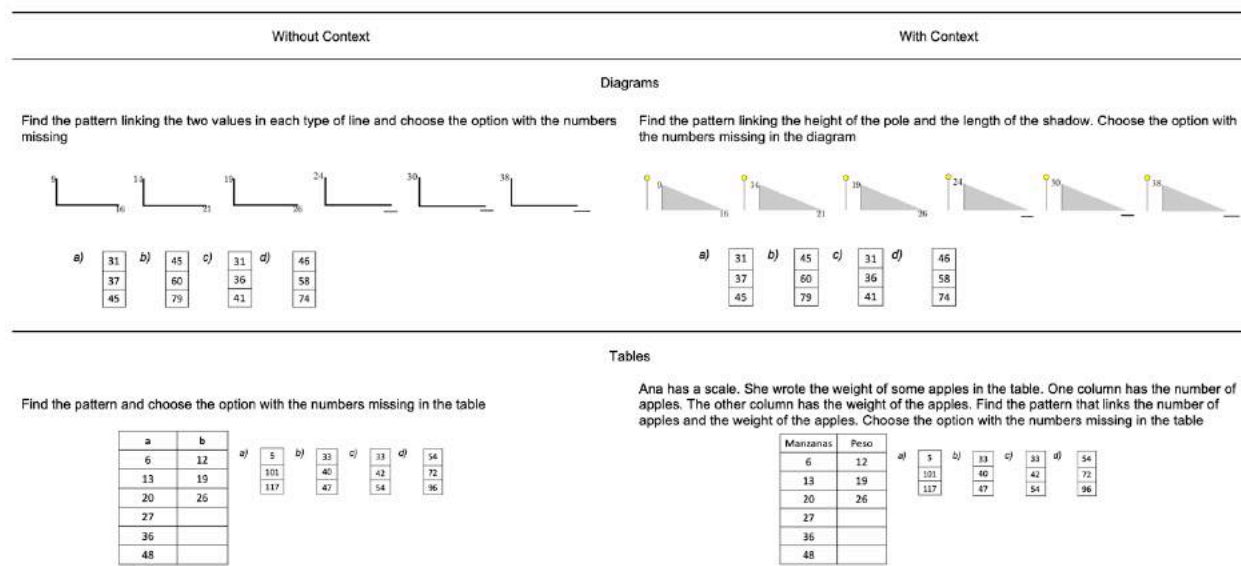 Without Context
With Context
Diagrams
Find the pattern linking the two values in each type of line and choose the option with the numbers
missing
9 16 14 21 19 26 24 __ 30 __ 38 __
a) b) c) d)
31 45 31 46
37 60 36 58
45 79 41 74
Find the pattern linking the height of the pole and the length of the shadow. Choose the option with
the numbers missing in the diagram
9 16 14 21 19 26 24 __ 30 __ 38 __
a) b) c) d)
31 45 31 46
37 60 36 58
45 79 41 74
Tables
Find the pattern and choose the option with the numbers missing in the table
a b
6 12
13 19
20 26
27
36
48
a) b) c) d)
5 33 33 54
101 40 42 72
117 47 54 96
Ana has a scale. She wrote the weight of some apples in the table. One column has the number of
apples. The other column has the weight of the apples. Find the pattern that links the number of
apples and the weight of the apples. Choose the option with the numbers missing in the table
Manzanas Peso
6 12
13 19
20 26
27
36
48
a) b) c) d)
5 33 33 54
101 40 42 72
117 47 54 96